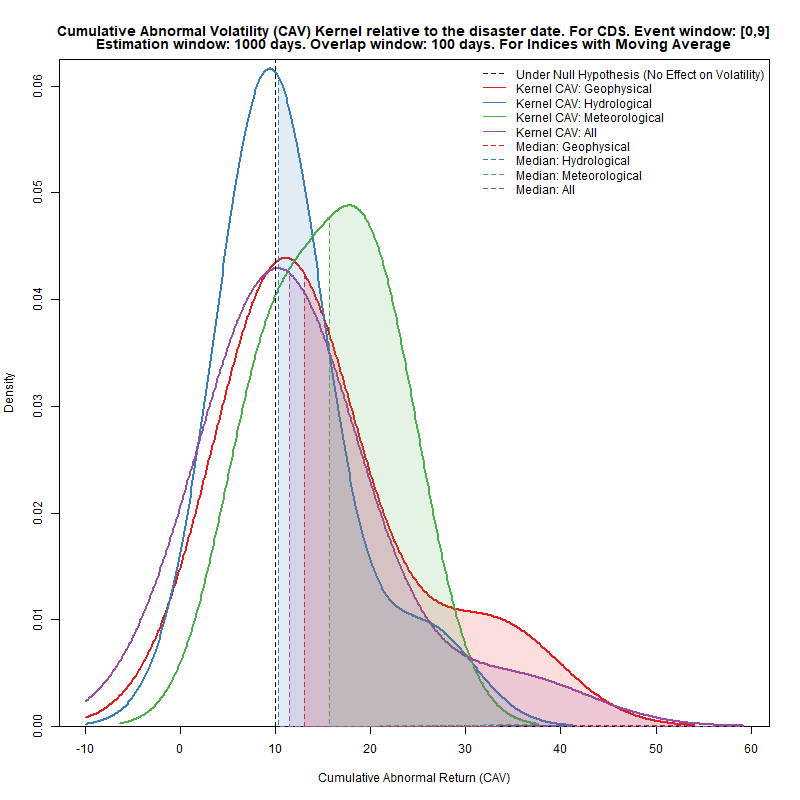 Cumulative Abnormal Volatility (CAV) Kernel relative to the disaster date. For CDS. Event window: [0,9]
Estimation window: 1000 days. Overlap window: 100 days. For Indices with Moving Average
Under Null Hypothesis (No Effect on Volatility)
Kernel CAV: Geophysical
Kernel CAV: Hydrological
Kernel CAV: Meteorological
Kernel CAV: All
Median: Geophysical
Median: Hydrological
Median: Meteorological
Median: All
Density
0.06
0.05
0.04
0.03
0.02
0.01
0.00
-10 0 10 20 30 40 50 60
Cumulative Abnormal Return (CAV)